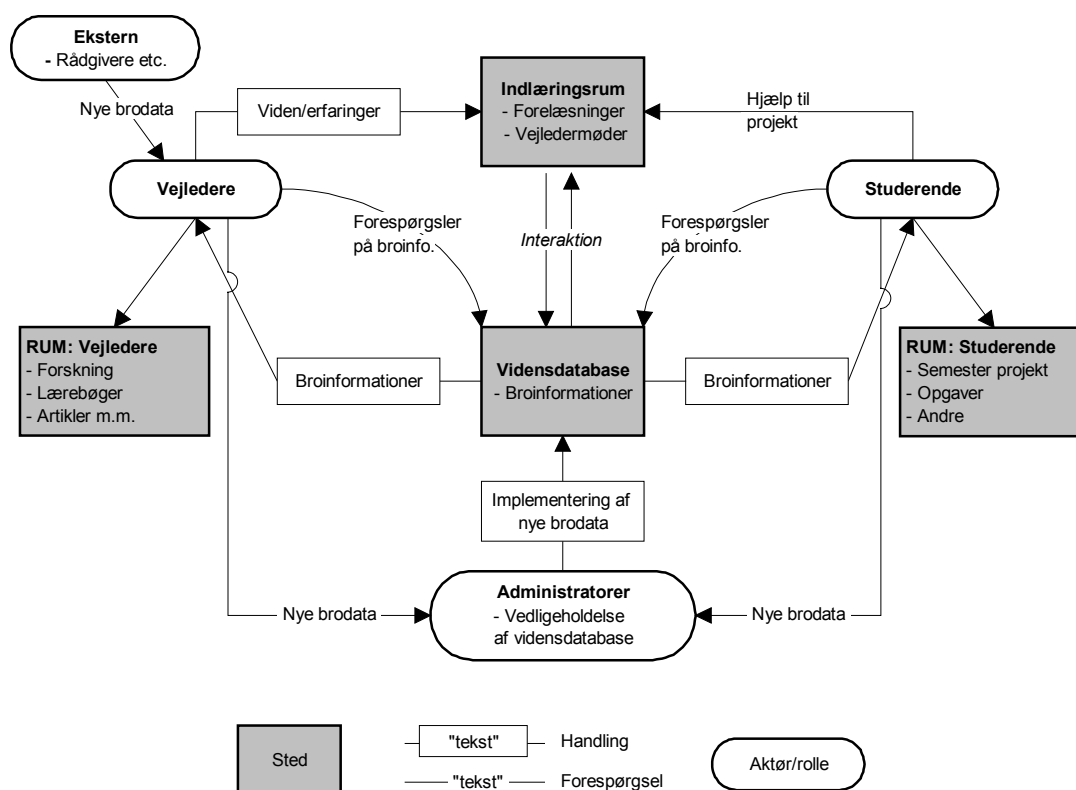 Ekstern
- Rådgivere etc.
Nye brodata
Viden/erfaringer
Indlæringsrum
- Forelæsninger
- Vejledermøder
Hjælp til
projekt
Vejledere
Studerende
Forespørgsler
på broinfo.
Interaktion
Forespørgsler
på broinfo.
RUM: Vejledere
- Forskning
- Lærebøger
- Artikler m.m.
Broinformationer
Vidensdatabase
- Broinformationer
Broinformationer
RUM: Studerende
- Semester projekt
- Opgaver
- Andre
Implementering af
nye brodata
Nye brodata
Administratorer
- Vedligeholdelse
af vidensdatabase
Nye brodata
Sted
"tekst"
Handling
"tekst"
Forespørgsel
Aktør/rolle